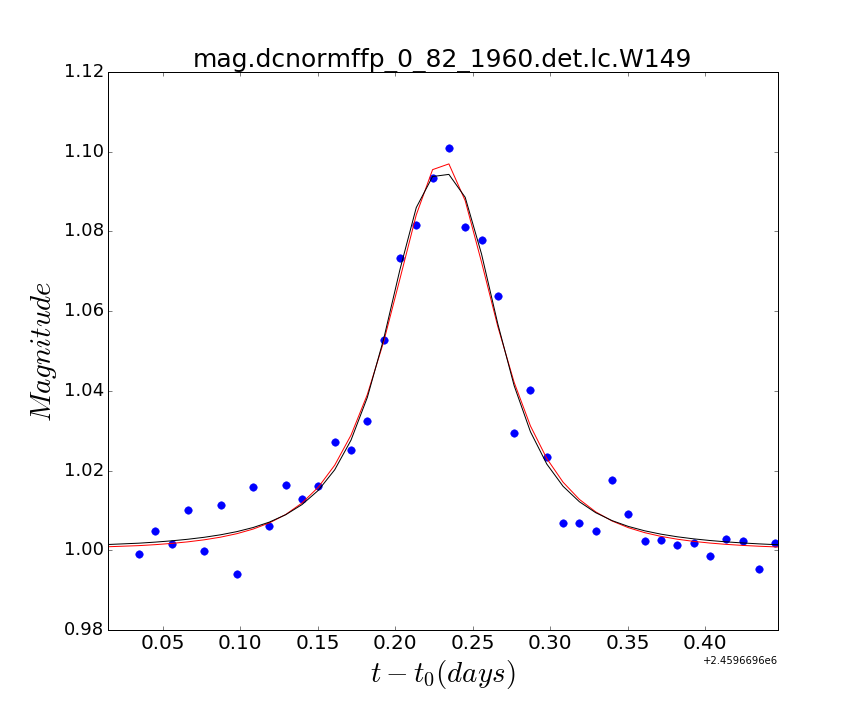 mag.dcnormffp_0_82_1960.det.lc.W149
1.12
1.10
1.08
1.06
1.04
1.02
1.00
0.98
Magnitude
0.05 0.10 0.15 0.20 0.25 0.30 0.35 0.40
+2.4596696e6
t − t₀(days)